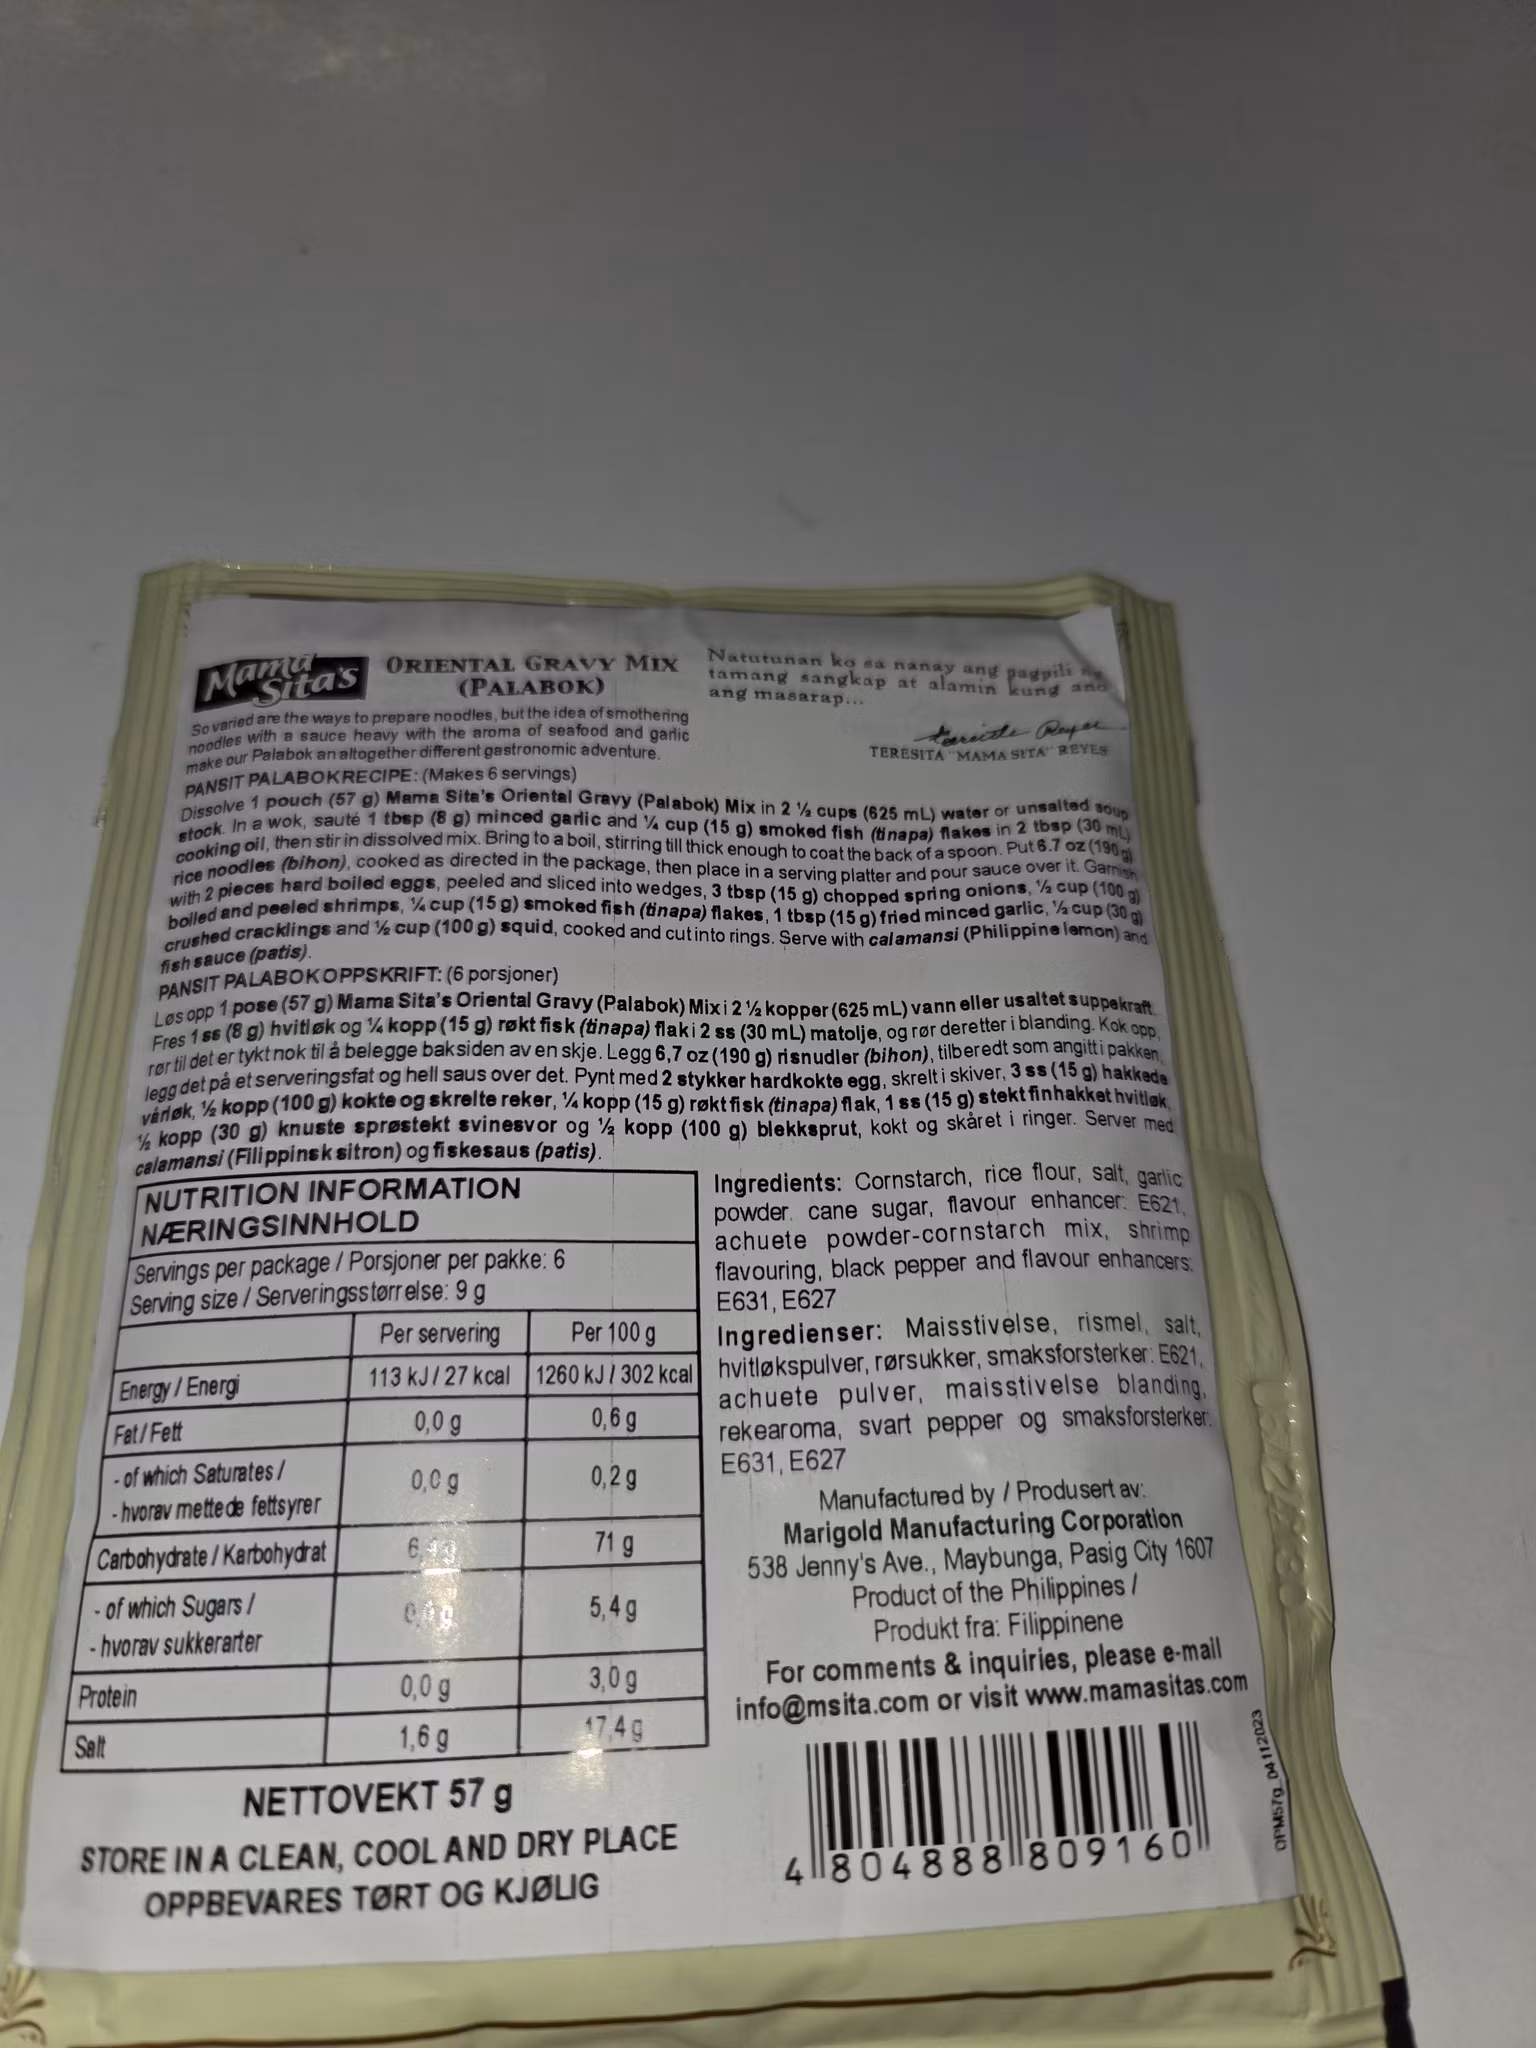 Mama Sita's
ORIENTAL GRAVY MIX
(PALABOK)
Natutunan ko sa nanay ang pagpili ng
tamang sangkap at alamin kung ano
ang masarap...
TERESITA "MAMA SITA" REYES
So varied are the ways to prepare noodles, but the idea of smothering
noodles with a sauce heavy with the aroma of seafood and garlic
make our Palabok an altogether different gastronomic adventure.
PANSIT PALABOK RECIPE: (Makes 6 servings)
Dissolve 1 pouch (57 g) Mama Sita's Oriental Gravy (Palabok) Mix in 2 ½ cups (625 mL) water or unsalted soup
stock. In a wok, sauté 1 tbsp (8 g) minced garlic and ¼ cup (15 g) smoked fish (tinapa) flakes in 2 tbsp (30 mL)
cooking oil, then stir in dissolved mix. Bring to a boil, stirring till thick enough to coat the back of a spoon. Put 6.7 oz (190 g)
rice noodles (bihon), cooked as directed in the package, then place in a serving platter and pour sauce over it. Garnish
with 2 pieces hard boiled eggs, peeled and sliced into wedges, 3 tbsp (15 g) chopped spring onions, ½ cup (100 g)
boiled and peeled shrimps, ¼ cup (15 g) smoked fish (tinapa) flakes, 1 tbsp (15 g) fried minced garlic, ½ cup (30 g)
crushed cracklings and ½ cup (100 g) squid, cooked and cut into rings. Serve with calamansi (Philippine lemon) and
fish sauce (patis).
PANSIT PALABOK OPPSKRIFT: (6 porsjoner)
Løs opp 1 pose (57 g) Mama Sita's Oriental Gravy (Palabok) Mix i 2 ½ kopper (625 mL) vann eller usaltet suppekraft.
Fres 1 ss (8 g) hvitløk og ¼ kopp (15 g) røkt fisk (tinapa) flak i 2 ss (30 mL) matolje, og rør deretter i blanding. Kok opp,
rør til det er tykt nok til å belegge baksiden av en skje. Legg 6,7 oz (190 g) risnudler (bihon), tilberedt som angitt i pakken,
legg det på et serveringsfat og hell saus over det. Pynt med 2 stykker hardkokte egg, skrelt i skiver, 3 ss (15 g) hakkede
vårløk, ½ kopp (100 g) kokte og skrelte reker, ¼ kopp (15 g) røkt fisk (tinapa) flak, 1 ss (15 g) stekt finhakket hvitløk,
½ kopp (30 g) knuste sprøstekt svinesvor og ½ kopp (100 g) blekksprut, kokt og skåret i ringer. Server med
calamansi (Filippinsk sitron) og fiskesaus (patis).
NUTRITION INFORMATION
NÆRINGSINNHOLD
Servings per package / Porsjoner per pakke: 6
Serving size / Serveringsstørrelse: 9 g
Per servering Per 100 g
Energy / Energi 113 kJ / 27 kcal 1260 kJ / 302 kcal
Fat / Fett 0,0 g 0,6 g
- of which Saturates /
- hvorav mettede fettsyrer 0,0 g 0,2 g
Carbohydrate / Karbohydrat 71 g
- of which Sugars /
- hvorav sukkerarter 5,4 g
Protein 0,0 g 3,0 g
Salt 1,6 g 17,4 g
NETTOVEKT 57 g
STORE IN A CLEAN, COOL AND DRY PLACE
OPPBEVARES TØRT OG KJØLIG
Ingredients: Cornstarch, rice flour, salt, garlic
powder, cane sugar, flavour enhancer: E621,
achuete powder-cornstarch mix, shrimp
flavouring, black pepper and flavour enhancers:
E631, E627
Ingredienser: Maisstivelse, rismel, salt,
hvitløkspulver, rørsukker, smaksforsterker: E621,
achuete pulver, maisstivelse blanding,
rekearoma, svart pepper og smaksforsterker:
E631, E627
Manufactured by / Produsert av:
Marigold Manufacturing Corporation
538 Jenny's Ave., Maybunga, Pasig City 1607
Product of the Philippines /
Produkt fra: Filippinene
For comments & inquiries, please e-mail
info@msita.com or visit www.mamasitas.com
4 804888 809160
OPM57g_04112023